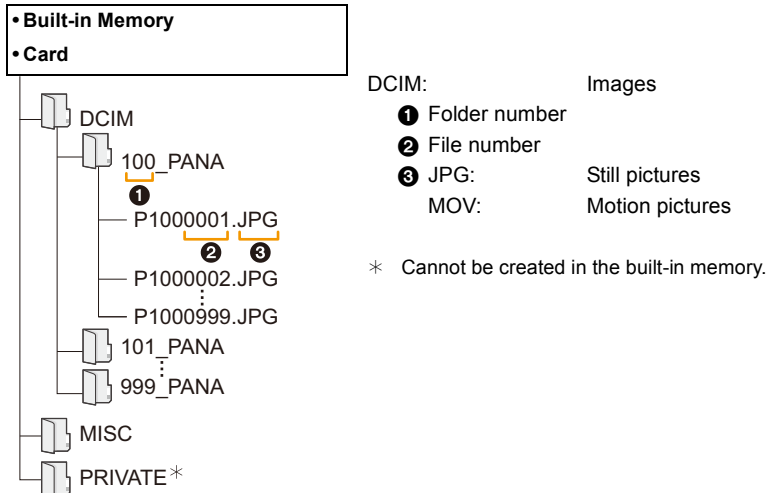 • Built-in Memory
• Card
DCIM
100_PANA
❶
P1000001.JPG
❷ ❸
P1000002.JPG
P1000999.JPG
101_PANA
999_PANA
MISC
PRIVATE＊
DCIM: Images
❶ Folder number
❷ File number
❸ JPG: Still pictures
MOV: Motion pictures
＊ Cannot be created in the built-in memory.